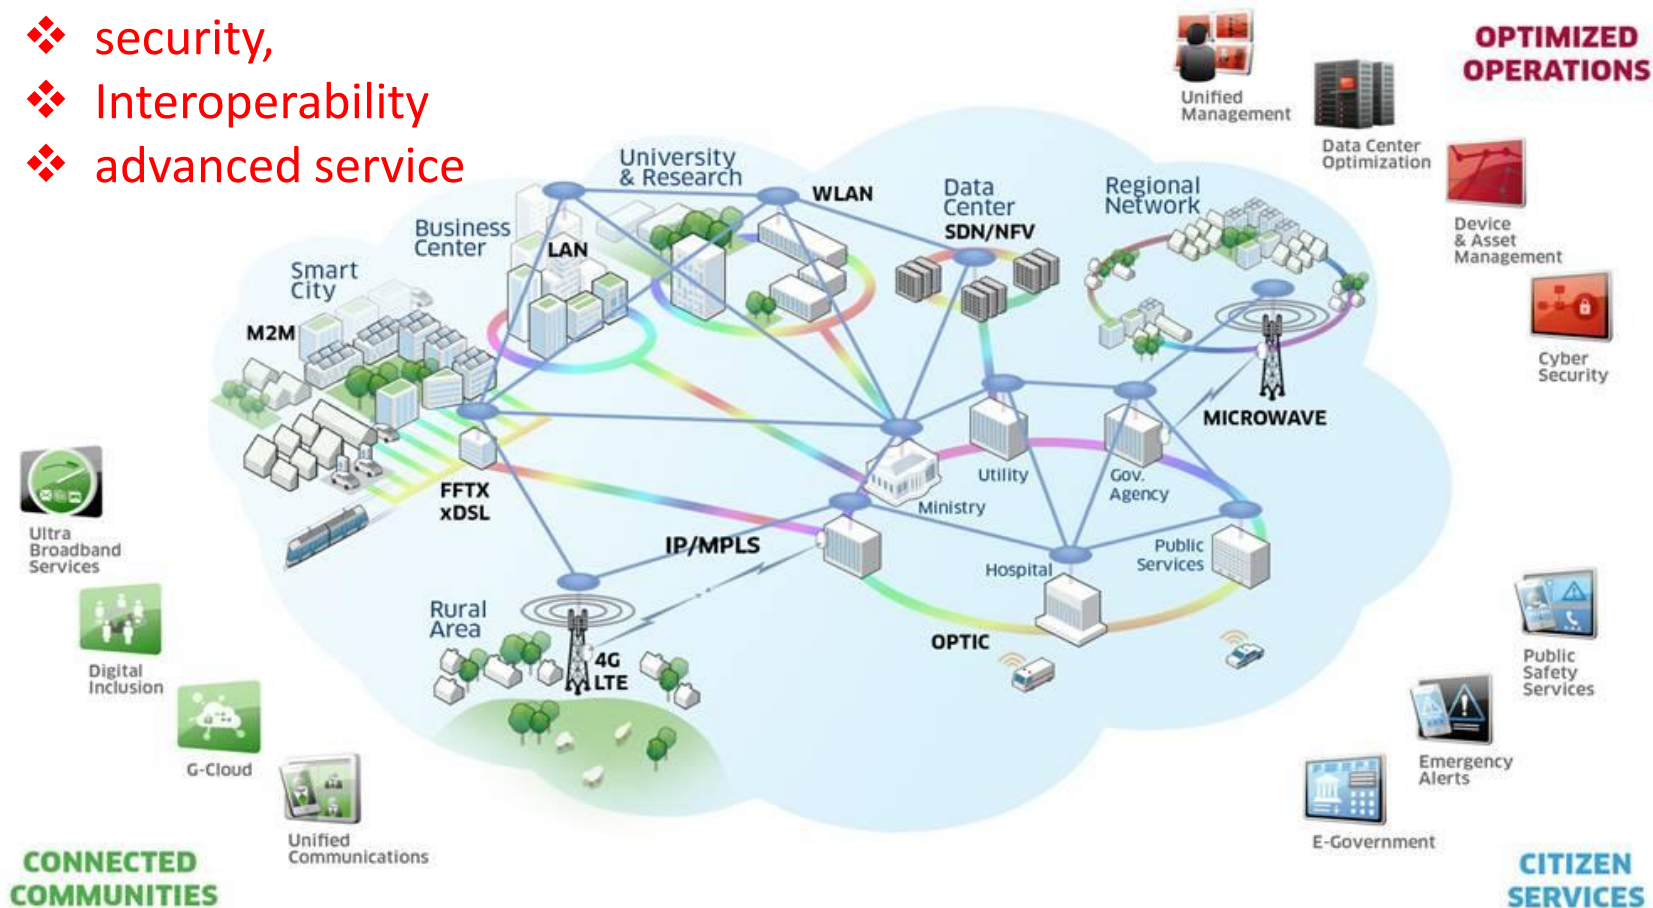 ❖ security,
❖ Interoperability
❖ advanced service
OPTIMIZED
OPERATIONS
Unified
Management
Data Center
Optimization
Device
& Asset
Management
Cyber
Security
University
& Research
WLAN
Data
Center
SDN/NFV
Regional
Network
Business
Center
LAN
Smart
City
M2M
MICROWAVE
FFTX
xDSL
Utility
Gov.
Agency
Ministry
IP/MPLS
Public
Services
Hospital
Rural
Area
OPTIC
4G
LTE
Ultra
Broadband
Services
Digital
Inclusion
G-Cloud
Unified
Communications
CONNECTED
COMMUNITIES
Public
Safety
Services
Emergency
Alerts
E-Government
CITIZEN
SERVICES